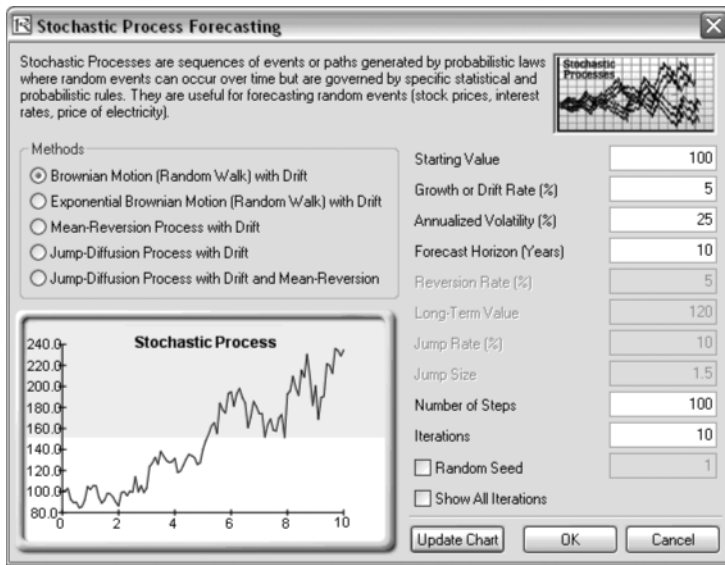 Stochastic Process Forecasting
Stochastic Processes are sequences of events or paths generated by probabilistic laws
where random events can occur over time but are governed by specific statistical and
probabilistic rules. They are useful for forecasting random events (stock prices, interest
rates, price of electricity).
Stochastic
Processes
Methods
Brownian Motion (Random Walk) with Drift
Exponential Brownian Motion (Random Walk) with Drift
Mean-Reversion Process with Drift
Jump-Diffusion Process with Drift
Jump-Diffusion Process with Drift and Mean-Reversion
Starting Value 100
Growth or Drift Rate (%) 5
Annualized Volatility (%) 25
Forecast Horizon (Years) 10
Reversion Rate (%) 5
Long-Term Value 120
Jump Rate (%) 10
Jump Size 1.5
Number of Steps 100
Iterations 10
Random Seed 1
Show All Iterations
Stochastic Process
240.0
220.0
200.0
180.0
160.0
140.0
120.0
100.0
80.0
0 2 4 6 8 10
Update Chart OK Cancel